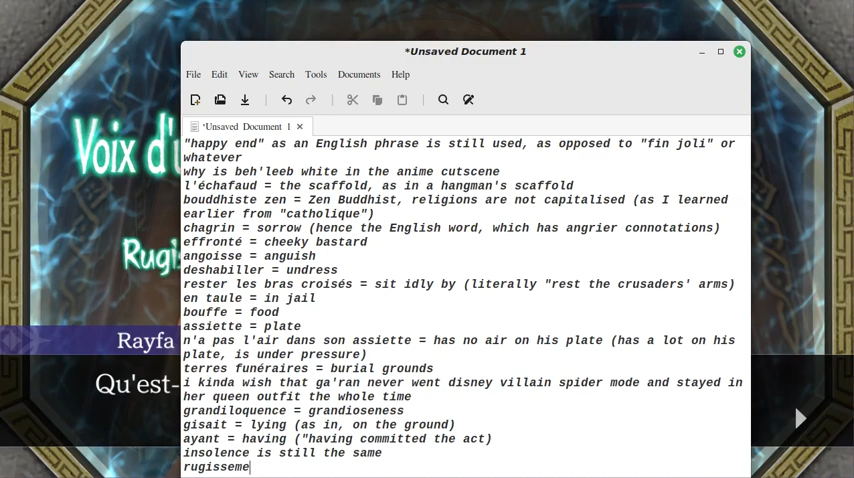 *Unsaved Document 1
File Edit View Search Tools Documents Help
*Unsaved Document 1
"happy end" as an English phrase is still used, as opposed to "fin joli" or
whatever
why is beh'leeb white in the anime cutscene
l'échafaud = the scaffold, as in a hangman's scaffold
bouddhiste zen = Zen Buddhist, religions are not capitalised (as I learned
earlier from "catholique")
chagrin = sorrow (hence the English word, which has angrier connotations)
effronté = cheeky bastard
angoisse = anguish
deshabiller = undress
rester les bras croisés = sit idly by (literally "rest the crusaders' arms)
en taule = in jail
bouffe = food
assiette = plate
n'a pas l'air dans son assiette = has no air on his plate (has a lot on his
plate, is under pressure)
terres funéraires = burial grounds
i kinda wish that ga'ran never went disney villain spider mode and stayed in
her queen outfit the whole time
grandiloquence = grandioseness
gisait = lying (as in, on the ground)
ayant = having ("having committed the act)
insolence is still the same
rugisseme
Voix d'u
Rugis
Rayfa
Qu'est-